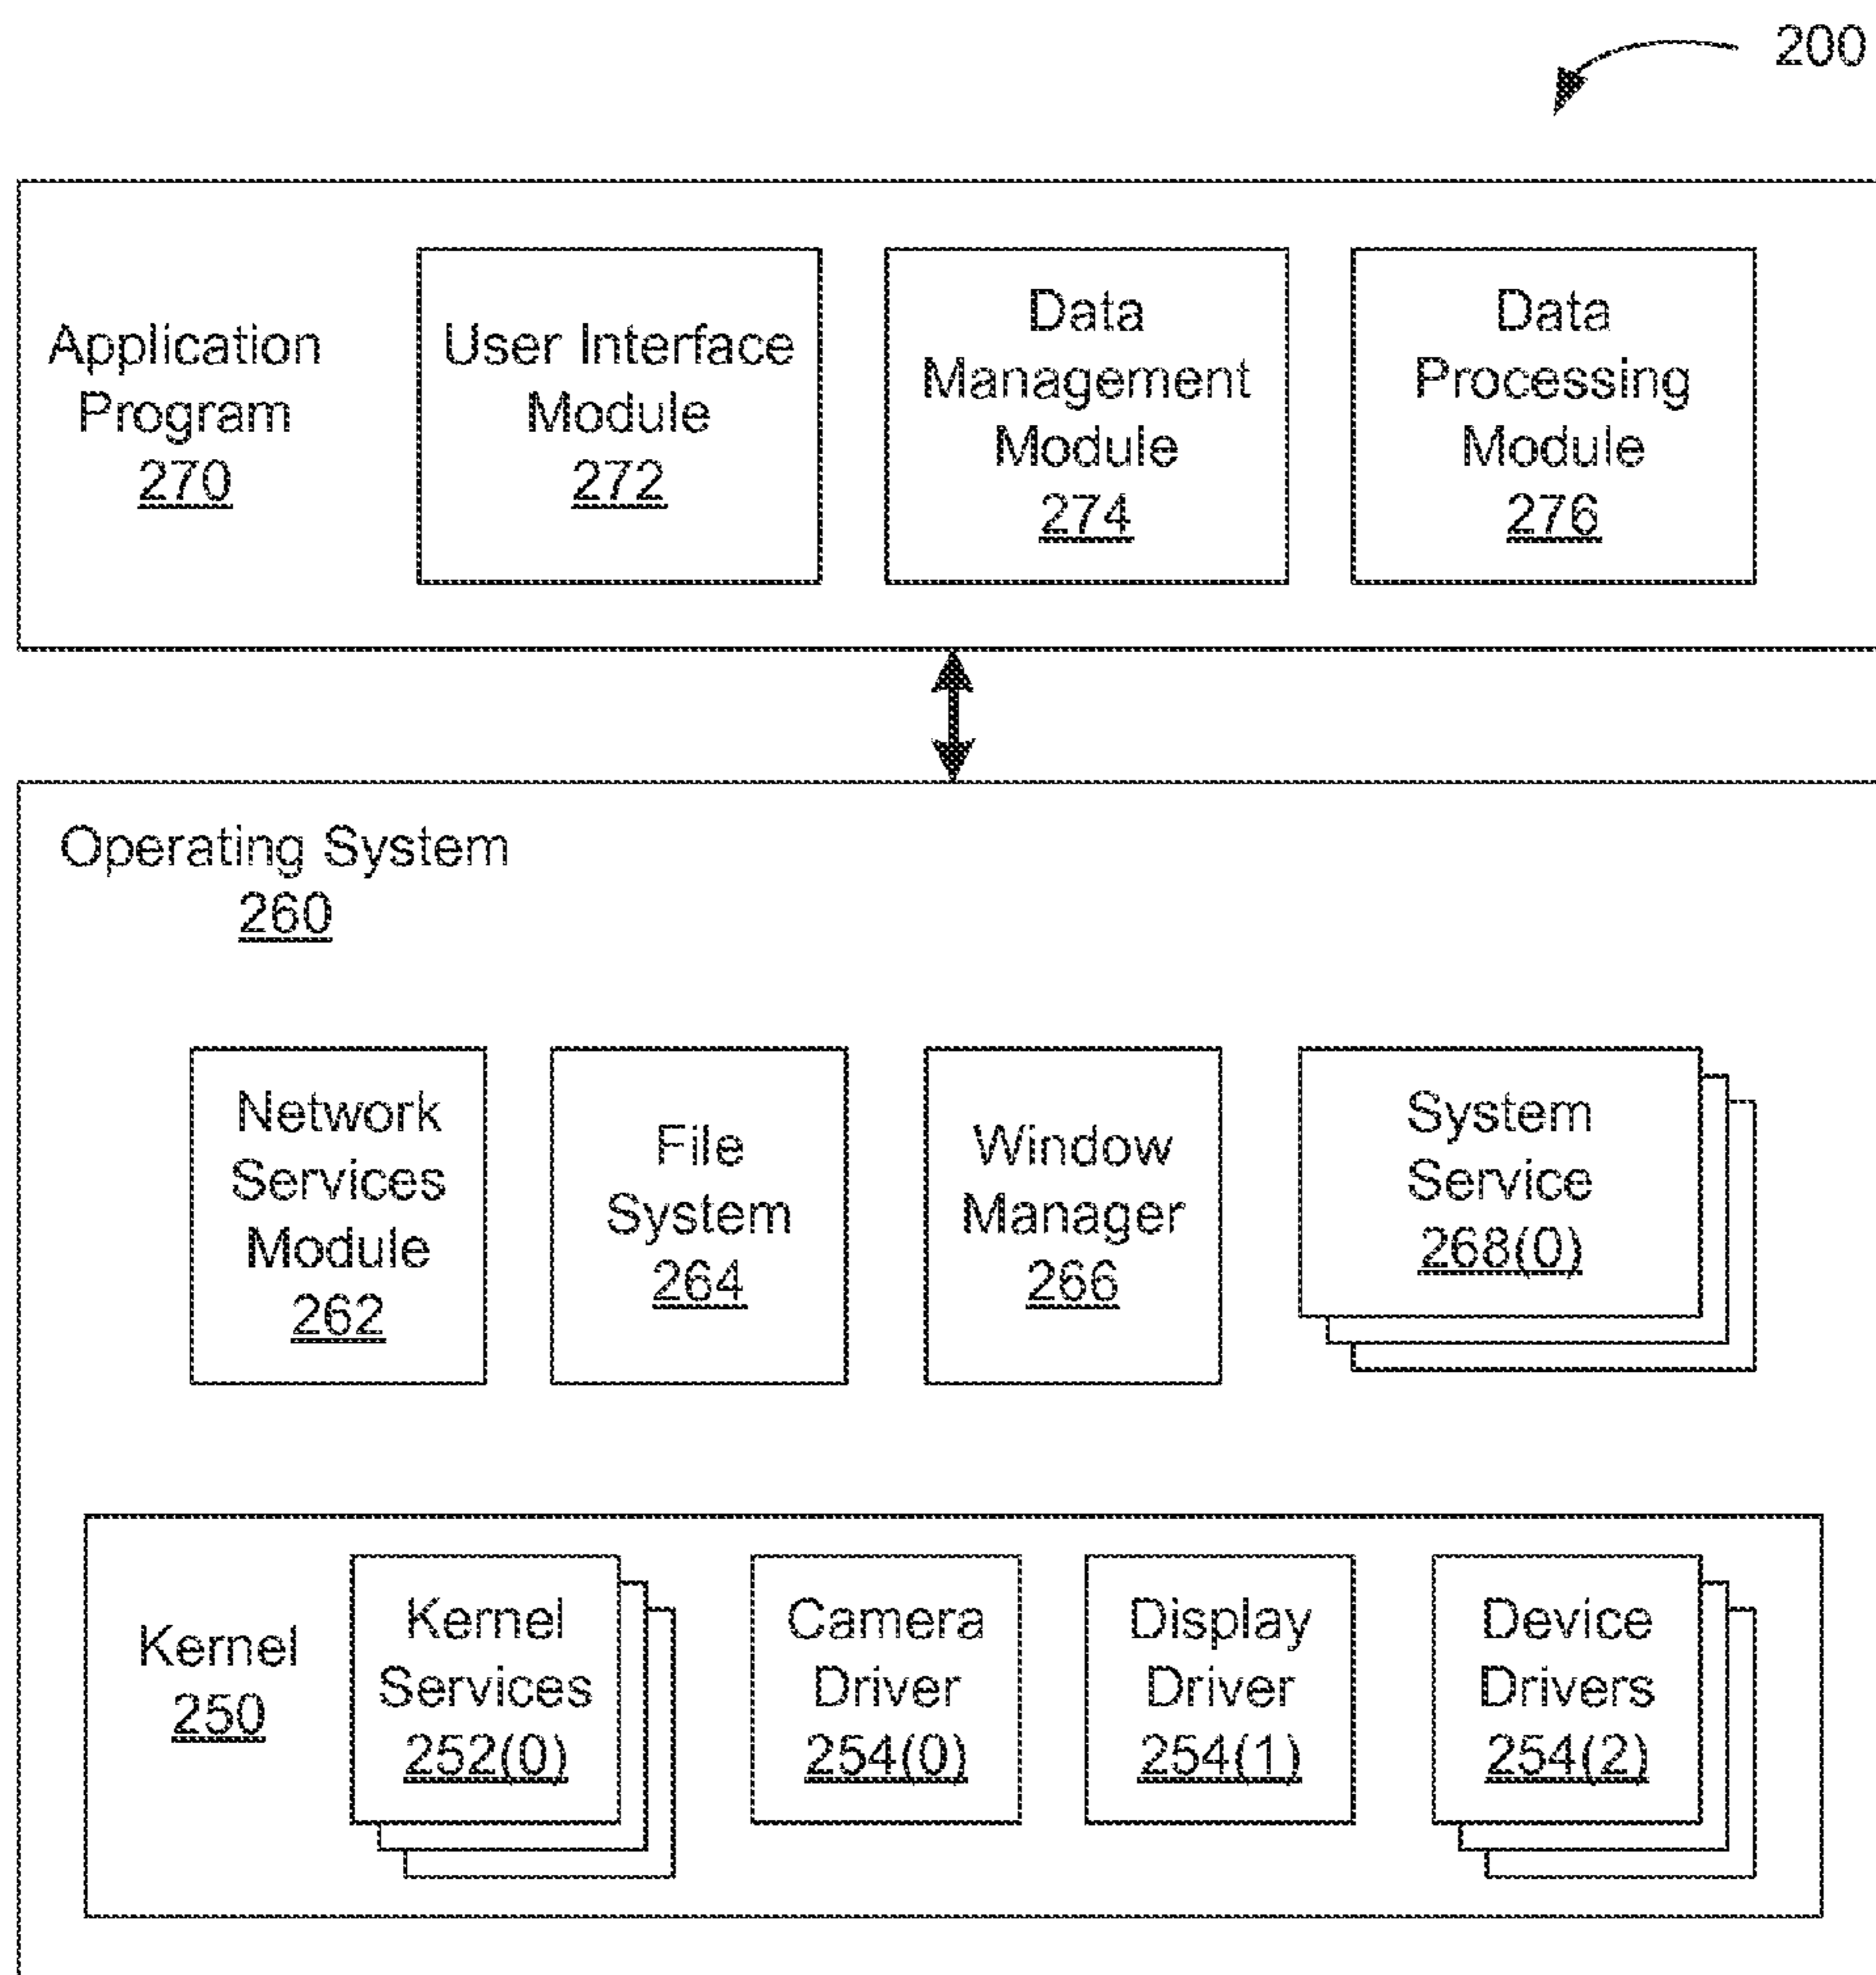 200
Application
Program
270
User Interface
Module
272
Data
Management
Module
274
Data
Processing
Module
276
Operating System
260
Network
Services
Module
262
File
System
264
Window
Manager
266
System
Service
268(0)
Kernel
250
Kernel
Services
252(0)
Camera
Driver
254(0)
Display
Driver
254(1)
Device
Drivers
254(2)